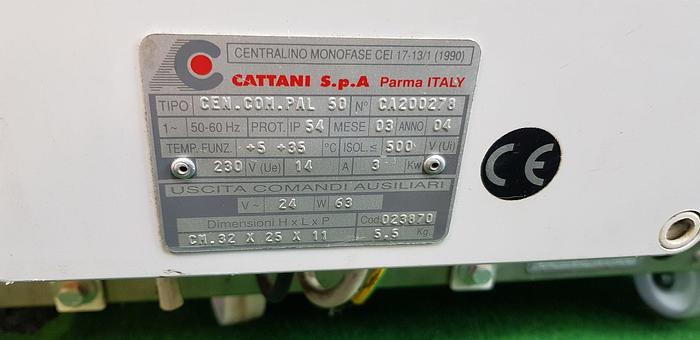 CENTRALINO MONOFASE CEI 17-13/1 (1990)
CATTANI S.p.A Parma ITALY
TIPO CEN.COM.PAL 50 N° CA200278
1~ 50-60 Hz PROT. IP 54 MESE 03 ANNO 04
TEMP. FUNZ. +5 +35 °C ISOL.≤ 500 V (Ui)
230 V (Ue) 14 A 3 Kw
USCITA COMANDI AUSILIARI
V~ 24 W 63
Dimensioni H x L x P Cod. 023870
CM.32 X 25 X 11 5.5 Kg.
CE